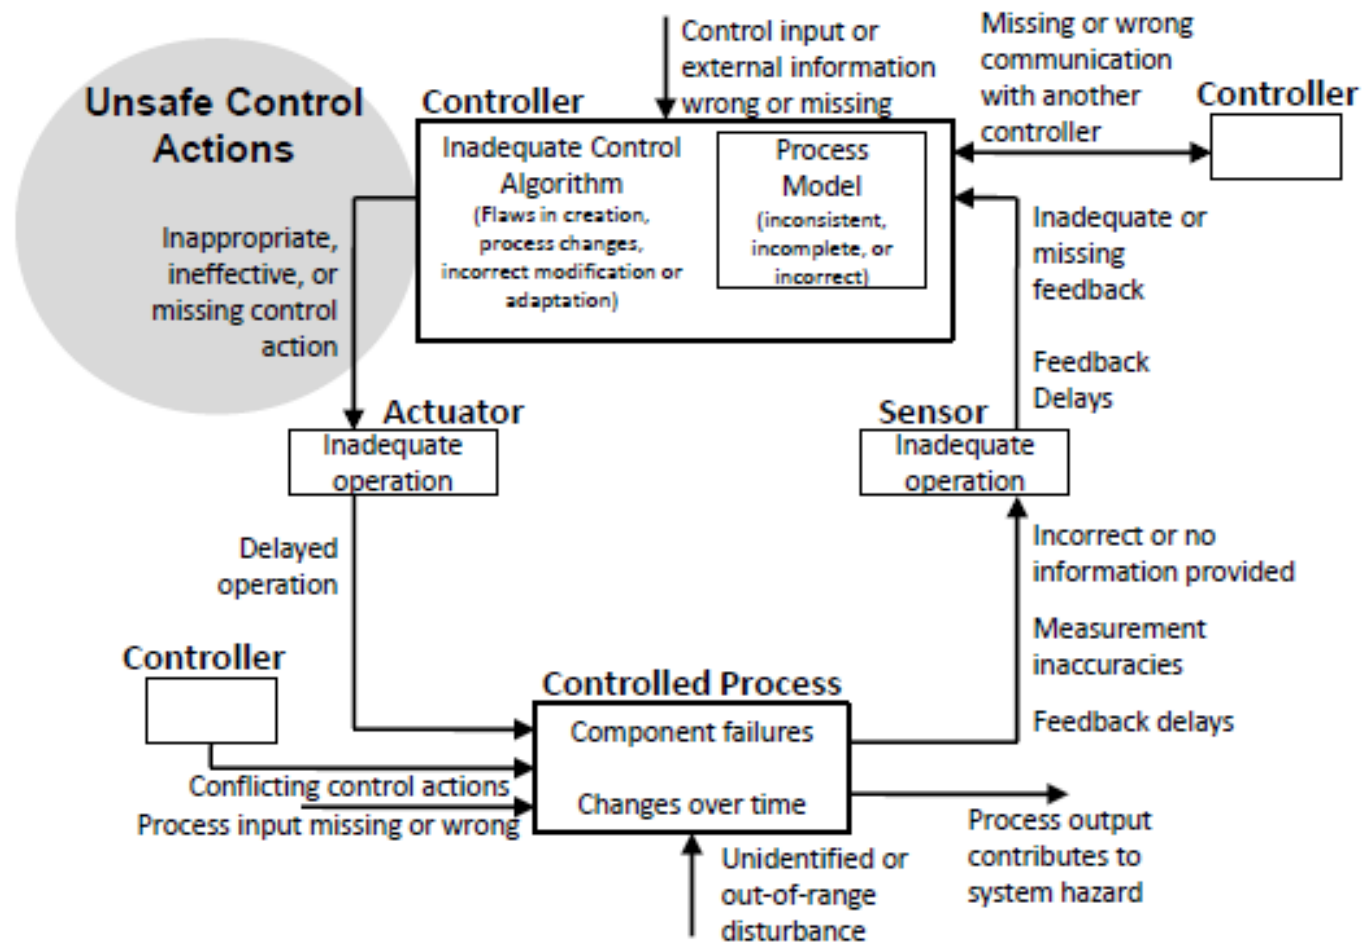 Unsafe Control
Actions
Inappropriate,
ineffective, or
missing control
action
Controller
Control input or
external information
wrong or missing
Inadequate Control
Algorithm
(Flaws in creation,
process changes,
incorrect modification or
adaptation)
Process
Model
(inconsistent,
incomplete, or
incorrect)
Missing or wrong
communication
with another
controller
Controller
Inadequate or
missing
feedback
Feedback
Delays
Actuator
Inadequate
operation
Sensor
Inadequate
operation
Delayed
operation
Incorrect or no
information provided
Measurement
inaccuracies
Feedback delays
Controller
Conflicting control actions
Process input missing or wrong
Controlled Process
Component failures
Changes over time
Unidentified or
out-of-range
disturbance
Process output
contributes to
system hazard